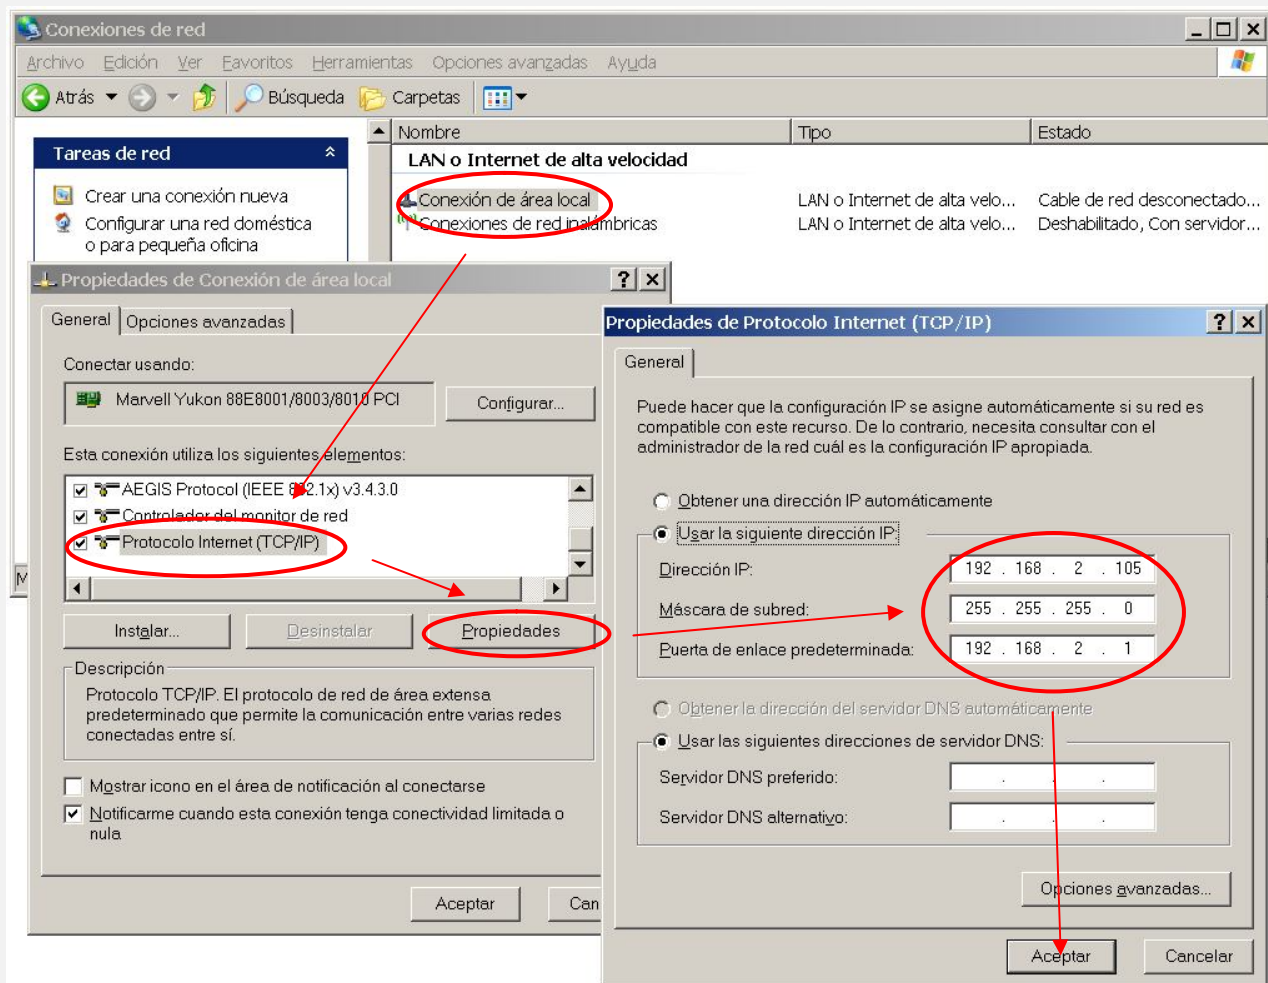 Conexiones de red
Archivo Edición Ver Favoritos Herramientas Opciones avanzadas Ayuda
Atrás Búsqueda Carpetas
Nombre Tipo Estado
Tareas de red
LAN o Internet de alta velocidad
Crear una conexión nueva
Configurar una red doméstica
o para pequeña oficina
Conexión de área local LAN o Internet de alta velo... Cable de red desconectado...
Conexiones de red inalámbricas LAN o Internet de alta velo... Deshabilitado, Con servidor...
Propiedades de Conexión de área local
General Opciones avanzadas
Conectar usando:
Marvell Yukon 88E8001/8003/8010 PCI
Configurar...
Esta conexión utiliza los siguientes elementos:
AEGIS Protocol (IEEE 802.1x) v3.4.3.0
Controlador del monitor de red
Protocolo Internet (TCP/IP)
Instalar... Desinstalar Propiedades
Descripción
Protocolo TCP/IP. El protocolo de red de área extensa
predeterminado que permite la comunicación entre varias redes
conectadas entre sí.
Mostrar icono en el área de notificación al conectarse
Notificarme cuando esta conexión tenga conectividad limitada o
nula
Aceptar Can
Propiedades de Protocolo Internet (TCP/IP)
General
Puede hacer que la configuración IP se asigne automáticamente si su red es
compatible con este recurso. De lo contrario, necesita consultar con el
administrador de la red cuál es la configuración IP apropiada.
Obtener una dirección IP automáticamente
Usar la siguiente dirección IP:
Dirección IP: 192 . 168 . 2 . 105
Máscara de subred: 255 . 255 . 255 . 0
Puerta de enlace predeterminada: 192 . 168 . 2 . 1
Obtener la dirección del servidor DNS automáticamente
Usar las siguientes direcciones de servidor DNS:
Servidor DNS preferido: . . .
Servidor DNS alternativo: . . .
Opciones avanzadas...
Aceptar Cancelar